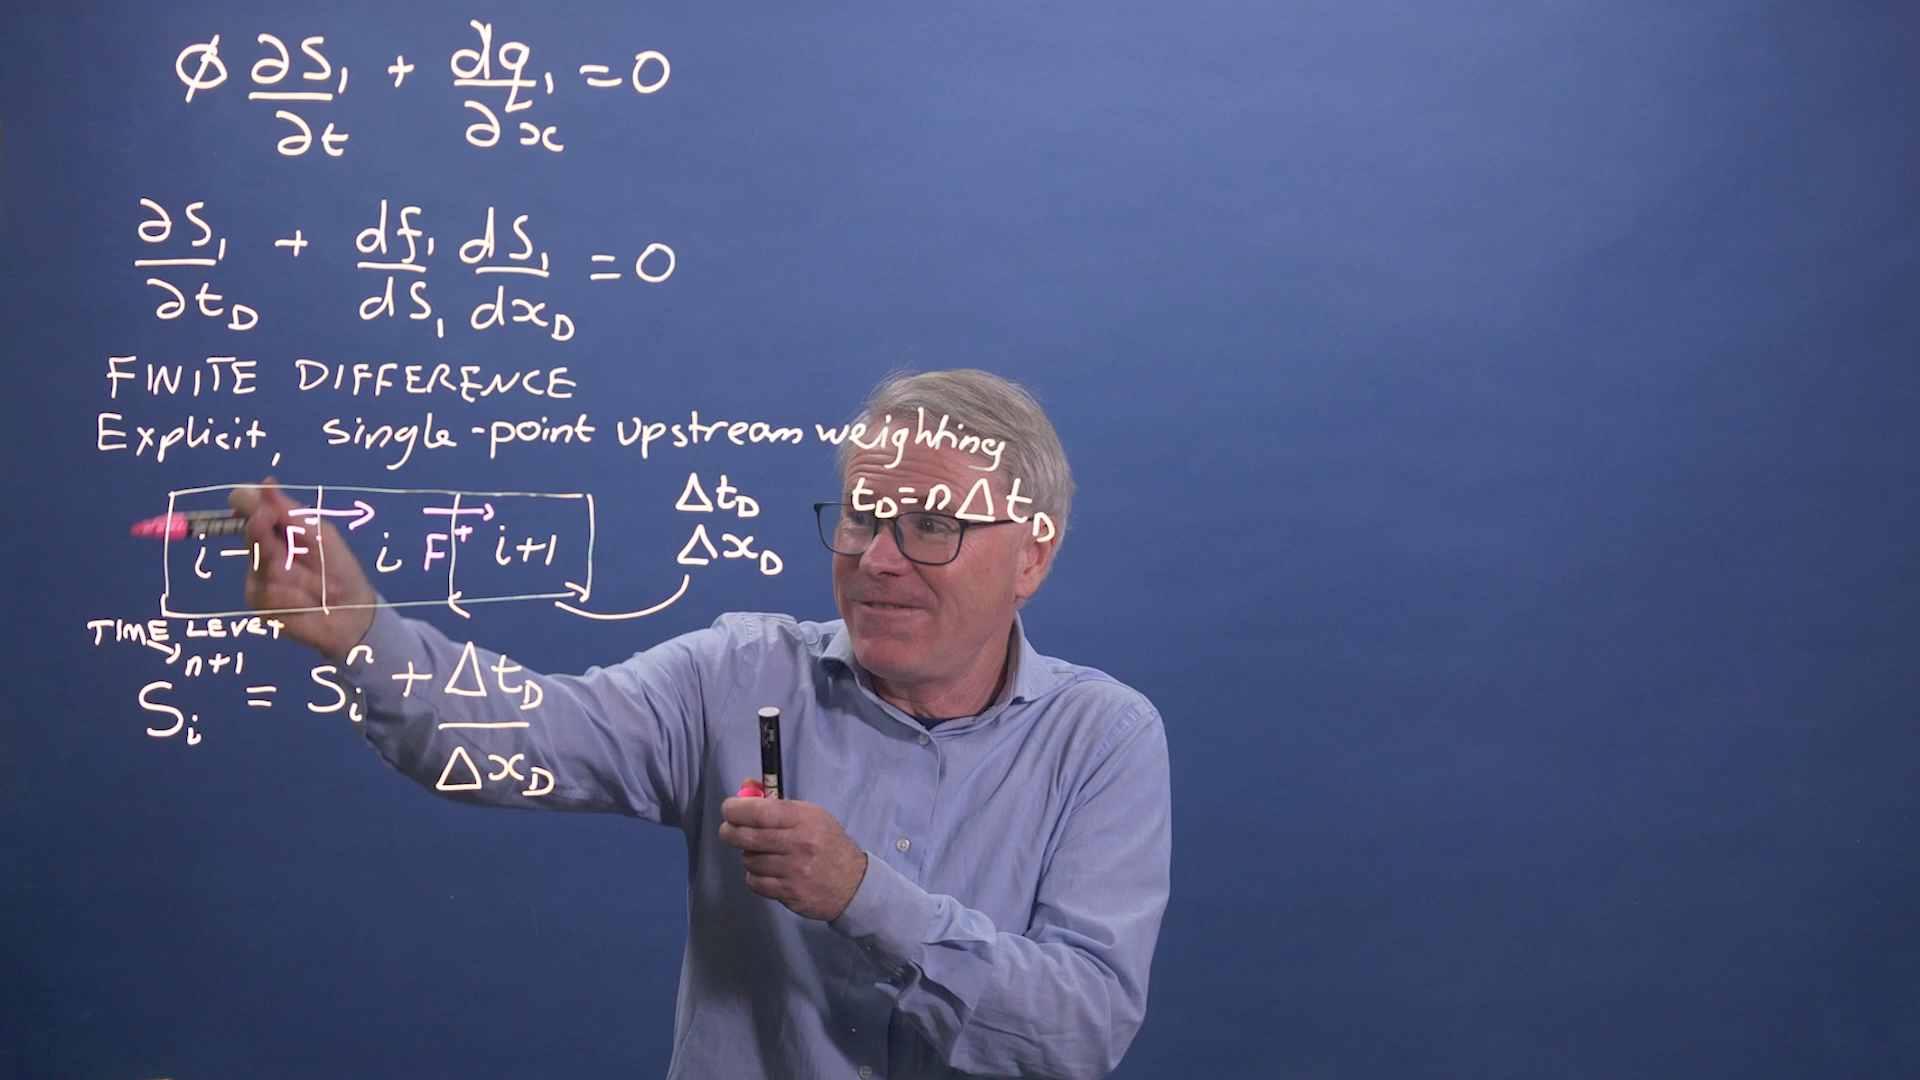 φ ∂S₁/∂t + dq₁/∂x = 0
∂S₁/∂t_D + df₁/dS₁ dS₁/dx_D = 0
FINITE DIFFERENCE
Explicit, single-point upstream weighting
i-1 F⁻ i F⁺ i+1
Δt_D t_D = nΔt_D
Δx_D
TIME LEVEL
S_i^{n+1} = S_i^n + Δt_D/Δx_D